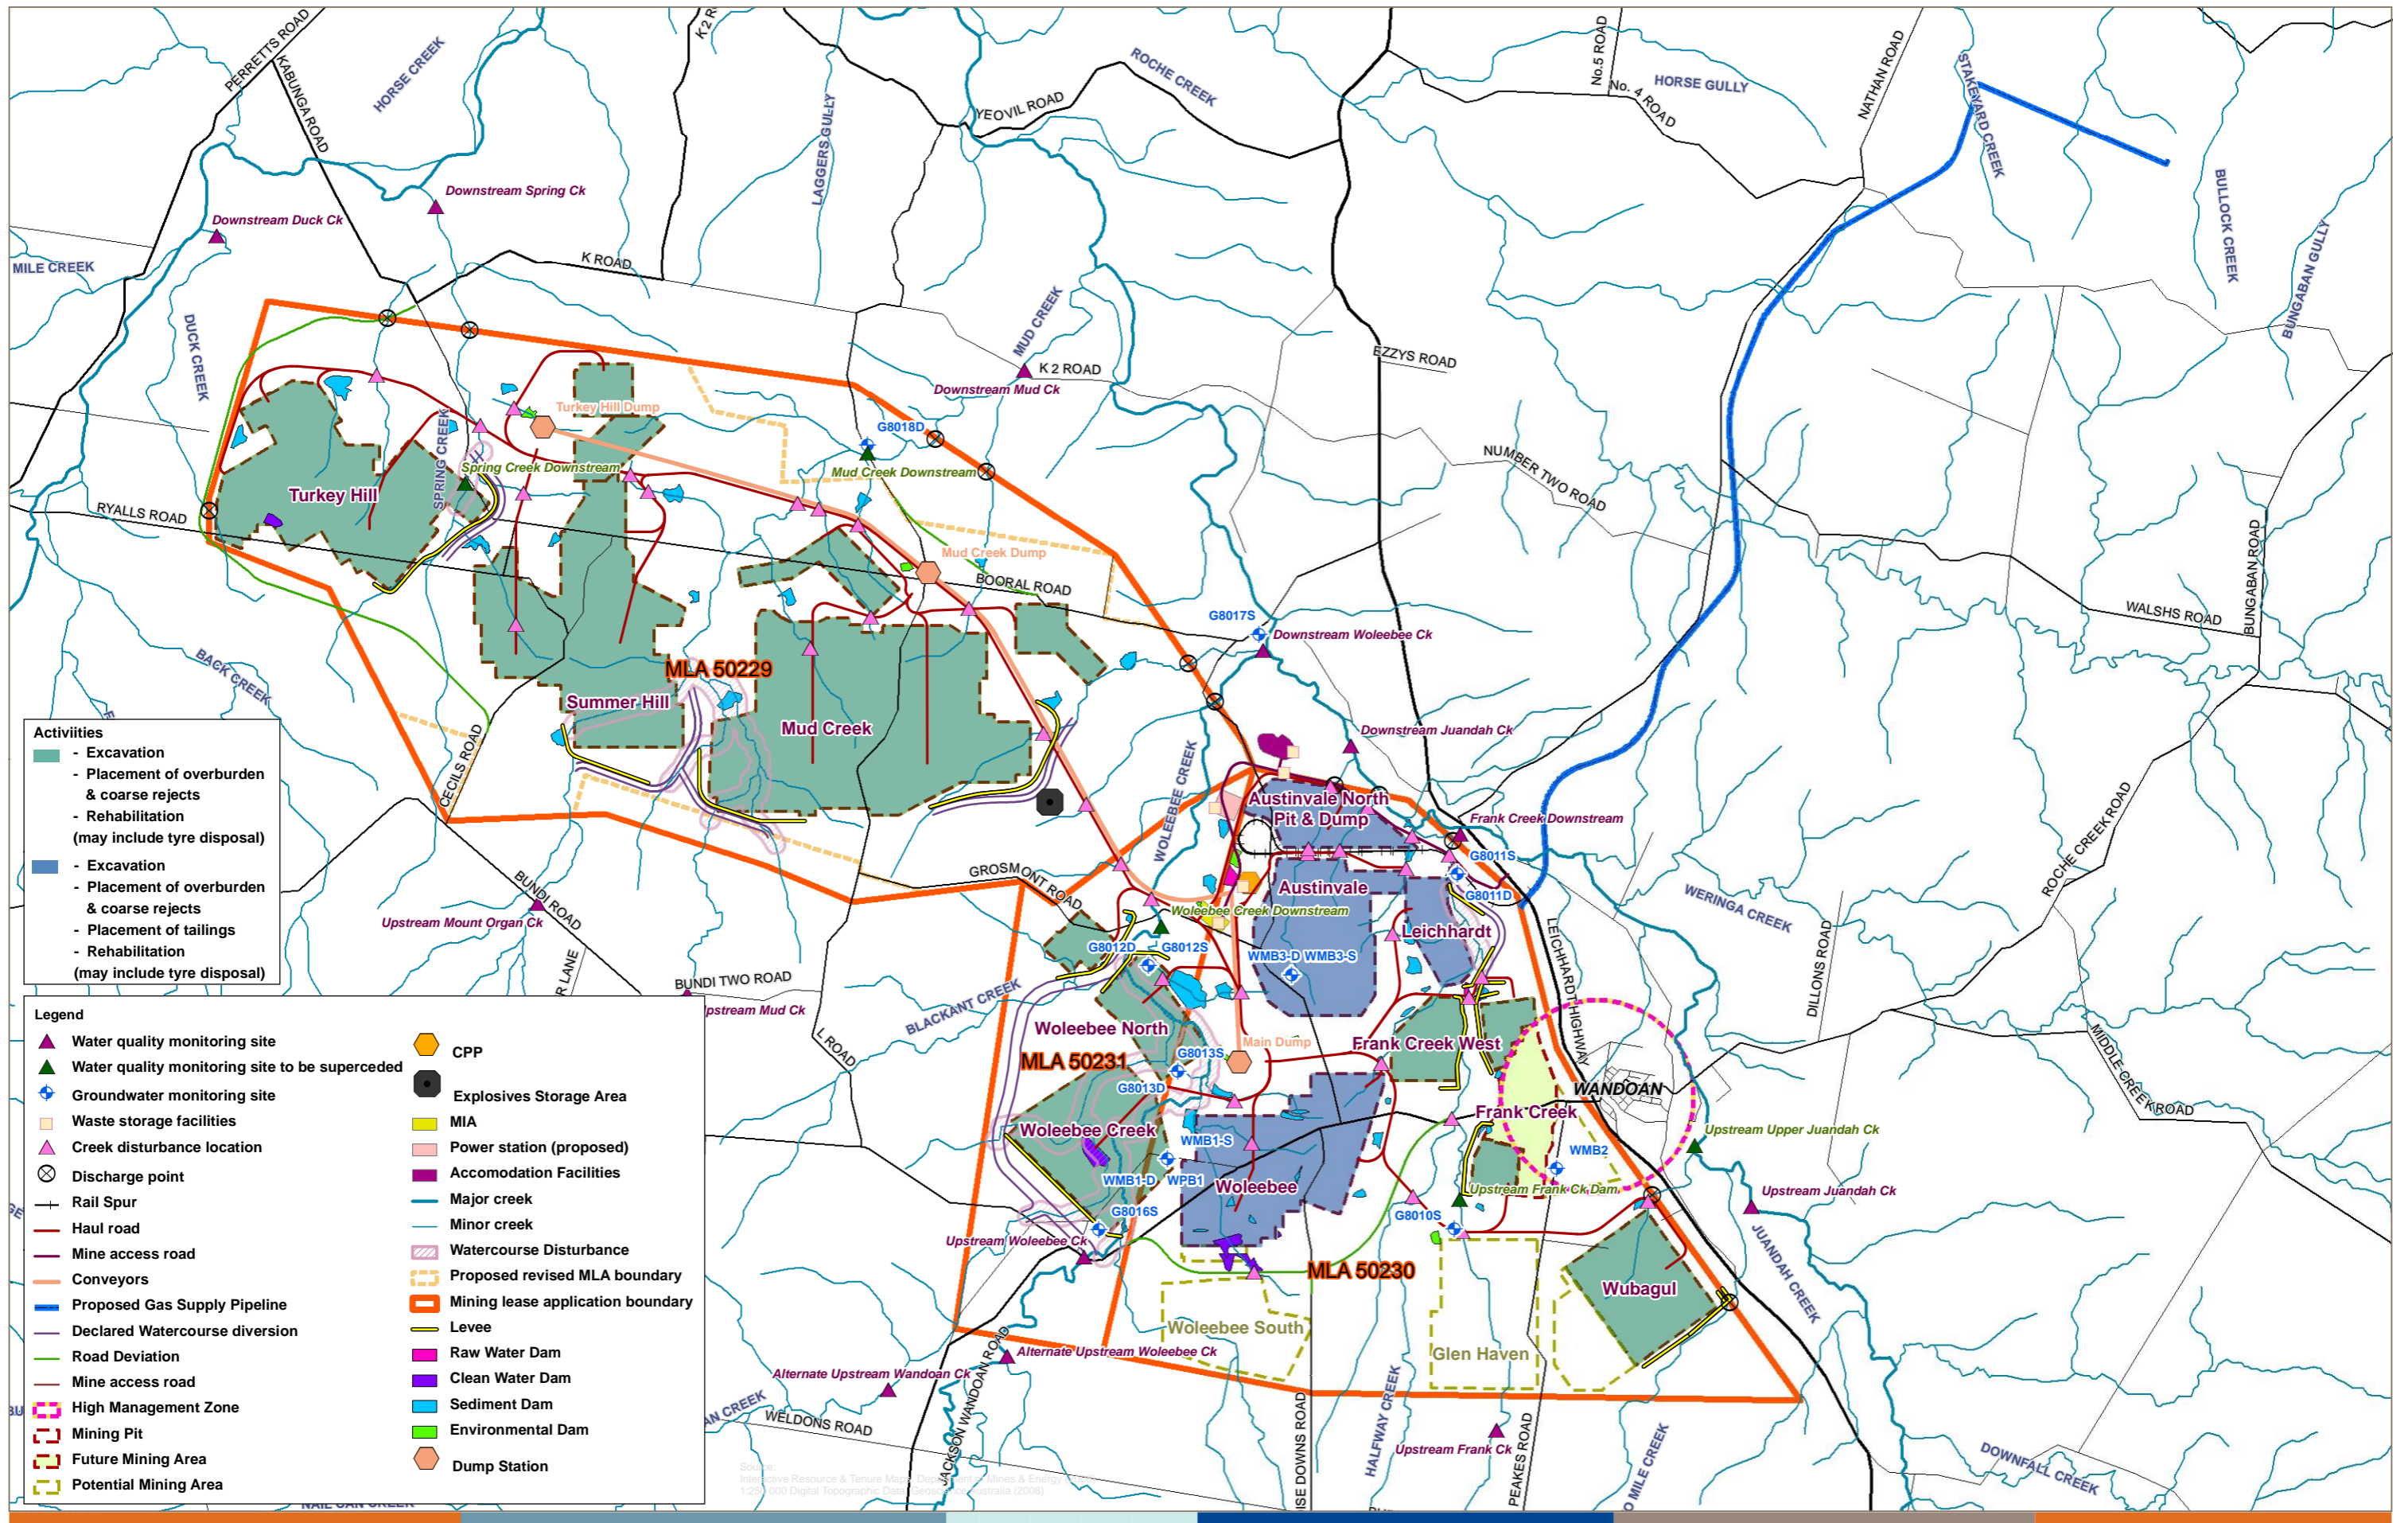 PERRETTS ROAD
KABUNGA ROAD
HORSE CREEK
LAGGERS GULLY
YEOVIL ROAD
ROCHE CREEK
No.5 ROAD
No. 4 ROAD
HORSE GULLY
NATHAN ROAD
STAKEYARD CREEK
BULLOCK CREEK
BUNGABAN GULLY
Downstream Spring Ck
Downstream Duck Ck
MILE CREEK
DUCK CREEK
K ROAD
MUD CREEK
K 2 ROAD
Downstream Mud Ck
EZZYS ROAD
Turkey Hill Dump
G8018D
SPRING CREEK
Spring Creek Downstream
Mud Creek Downstream
NUMBER TWO ROAD
Turkey Hill
RYALLS ROAD
Mud Creek Dump
BOORAL ROAD
BUNGABAN ROAD
WALSHS ROAD
G8017S
Downstream Woleebee Ck
BACK CREEK
MLA 50229
Summer Hill
Mud Creek
Downstream Juandah Ck
CECILS ROAD
WOLEEBEE CREEK
Austinvale North
Pit & Dump
Frank Creek Downstream
ROCHE CREEK ROAD
G8011S
GROSMONT ROAD
BUNDI ROAD
Austinvale
G8011D
WERINGA CREEK
Upstream Mount Organ Ck
Woleebee Creek Downstream
Leichhardt
LEICHHARDT HIGHWAY
DILLONS ROAD
G8012D
G8012S
WMB3-D WMB3-S
R LANE
BUNDI TWO ROAD
pstream Mud Ck
BLACKANT CREEK
L ROAD
Woleebee North
MLA 50231
Main Dump
Frank Creek West
MIDDLE CREEK ROAD
G8013S
G8013D
WANDOAN
Frank Creek
Woleebee Creek
WMB1-S
Upstream Upper Juandah Ck
WMB2
WMB1-D
WPB1
Woleebee
Upstream Frank Ck Dam
Upstream Juandah Ck
G8016S
G8010S
Upstream Woleebee Ck
MLA 50230
JUANDAH CREEK
Wubagul
Woleebee South
Glen Haven
Alternate Upstream Woleebee Ck
Alternate Upstream Wandoan Ck
JACKSON WANDOAN ROAD
AN CREEK
WELDONS ROAD
ISE DOWNS ROAD
HALFWAY CREEK
Upstream Frank Ck
PEAKES ROAD
O MILE CREEK
DOWNFALL CREEK
Activiities
- Excavation
- Placement of overburden
& coarse rejects
- Rehabilitation
(may include tyre disposal)
- Excavation
- Placement of overburden
& coarse rejects
- Placement of tailings
- Rehabilitation
(may include tyre disposal)
Legend
Water quality monitoring site
Water quality monitoring site to be superceded
Groundwater monitoring site
Waste storage facilities
Creek disturbance location
Discharge point
Rail Spur
Haul road
Mine access road
Conveyors
Proposed Gas Supply Pipeline
Declared Watercourse diversion
Road Deviation
Mine access road
High Management Zone
Mining Pit
Future Mining Area
Potential Mining Area
CPP
Explosives Storage Area
MIA
Power station (proposed)
Accomodation Facilities
Major creek
Minor creek
Watercourse Disturbance
Proposed revised MLA boundary
Mining lease application boundary
Levee
Raw Water Dam
Clean Water Dam
Sediment Dam
Environmental Dam
Dump Station
Source: